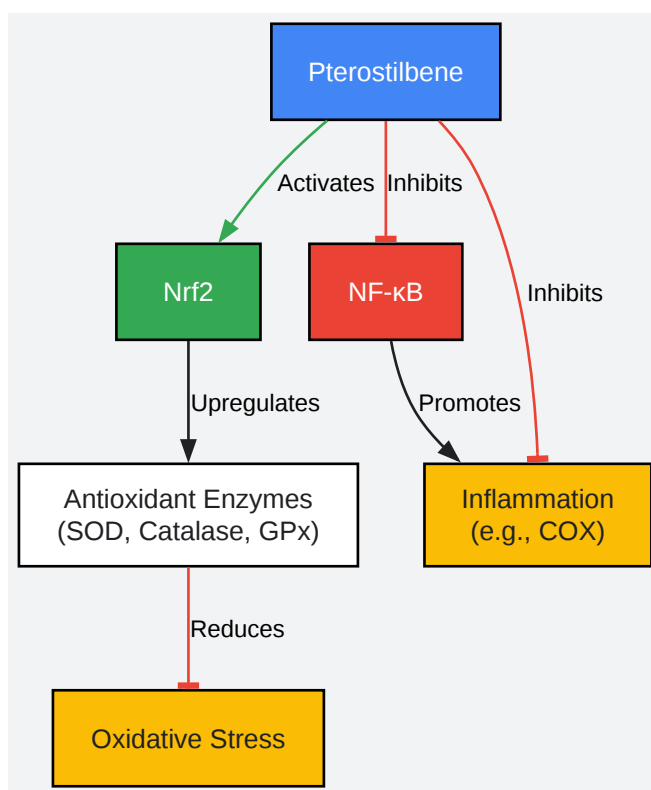 Pterostilbene
Activates
Inhibits
Nrf2
NF-κB
Inhibits
Upregulates
Promotes
Antioxidant Enzymes
(SOD, Catalase, GPx)
Inflammation
(e.g., COX)
Reduces
Oxidative Stress